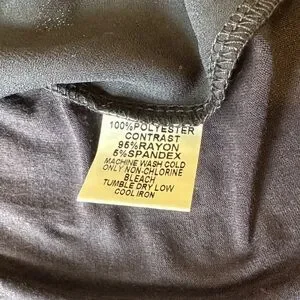 100%POLYESTER
CONTRAST
95%RAYON
5%SPANDEX
MACHINE WASH COLD
ONLY NON-CHLORINE
BLEACH
TUMBLE DRY LOW
COOL IRON